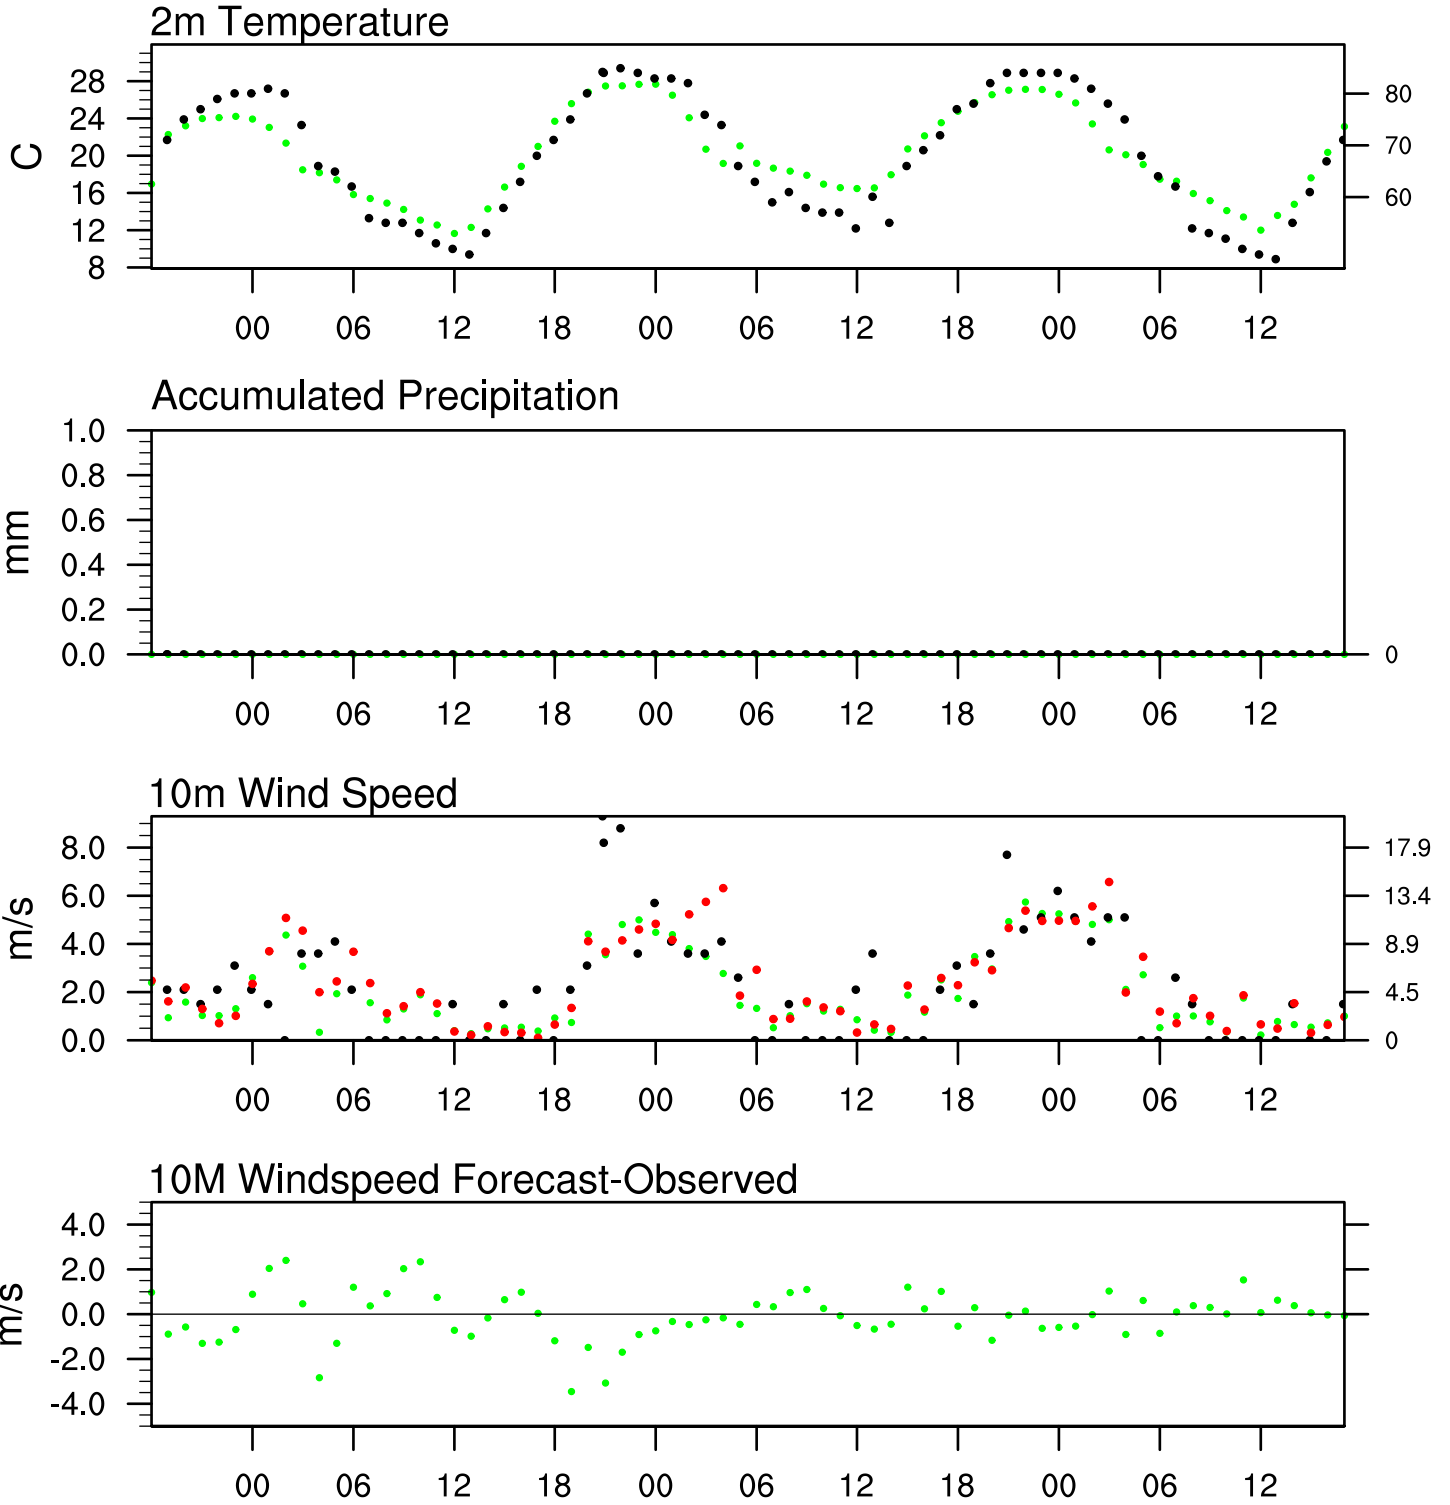 2m Temperature
C
28
24
20
16
12
8
80
70
60
00 06 12 18 00 06 12 18 00 06 12
Accumulated Precipitation
mm
1.0
0.8
0.6
0.4
0.2
0.0
0
00 06 12 18 00 06 12 18 00 06 12
10m Wind Speed
m/s
8.0
6.0
4.0
2.0
0.0
17.9
13.4
8.9
4.5
0
00 06 12 18 00 06 12 18 00 06 12
10M Windspeed Forecast-Observed
m/s
4.0
2.0
0.0
-2.0
-4.0
00 06 12 18 00 06 12 18 00 06 12